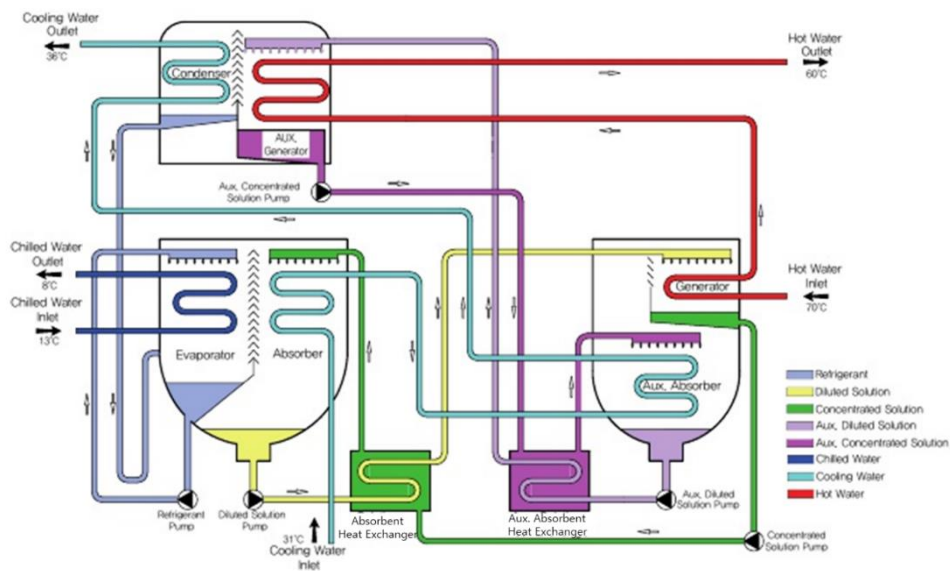 Cooling Water
Outlet
36°C
Condenser
AUX,
Generator
Aux, Concentrated
Solution Pump
Hot Water
Outlet
60°C
Chilled Water
Outlet
8°C
Chilled Water
Inlet
13°C
Evaporator
Absorber
Generator
Hot Water
Inlet
70°C
Aux, Absorber
Refrigerant
Diluted Solution
Concentrated Solution
Aux, Diluted Solution
Aux, Concentrated Solution
Chilled Water
Cooling Water
Hot Water
Refrigerant
Pump
Diluted Solution
Pump
31°C
Cooling Water
Inlet
Absorbent
Heat Exchanger
Aux. Absorbent
Heat Exchanger
Aux, Diluted
Solution Pump
Concentrated
Solution Pump